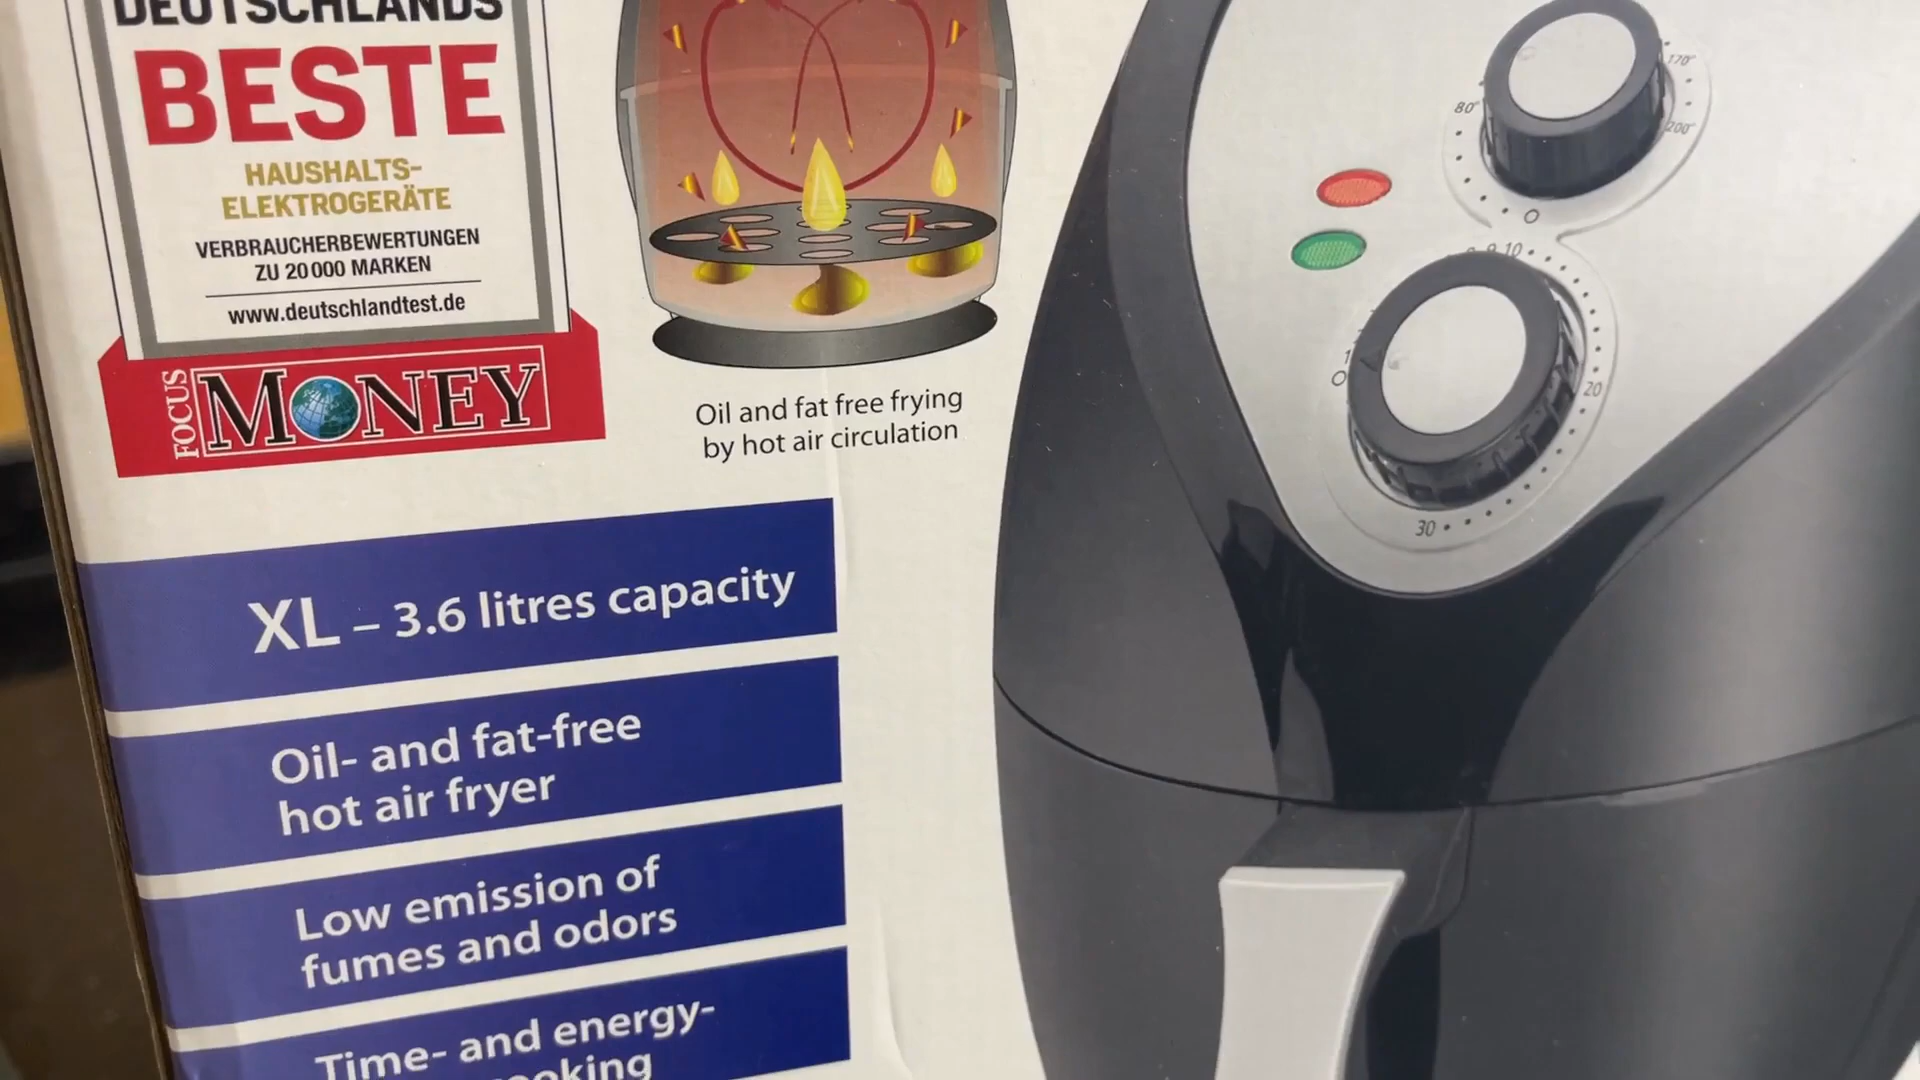 DEUTSCHLANDS
BESTE
HAUSHALTS-
ELEKTROGERÄTE
VERBRAUCHERBEWERTUNGEN
ZU 20 000 MARKEN
www.deutschlandtest.de
FOCUS
MONEY
Oil and fat free frying
by hot air circulation
XL – 3.6 litres capacity
Oil- and fat-free
hot air fryer
Low emission of
fumes and odors
Time- and energy-
80°
170°
200°
O
9 10
1
O
20
30